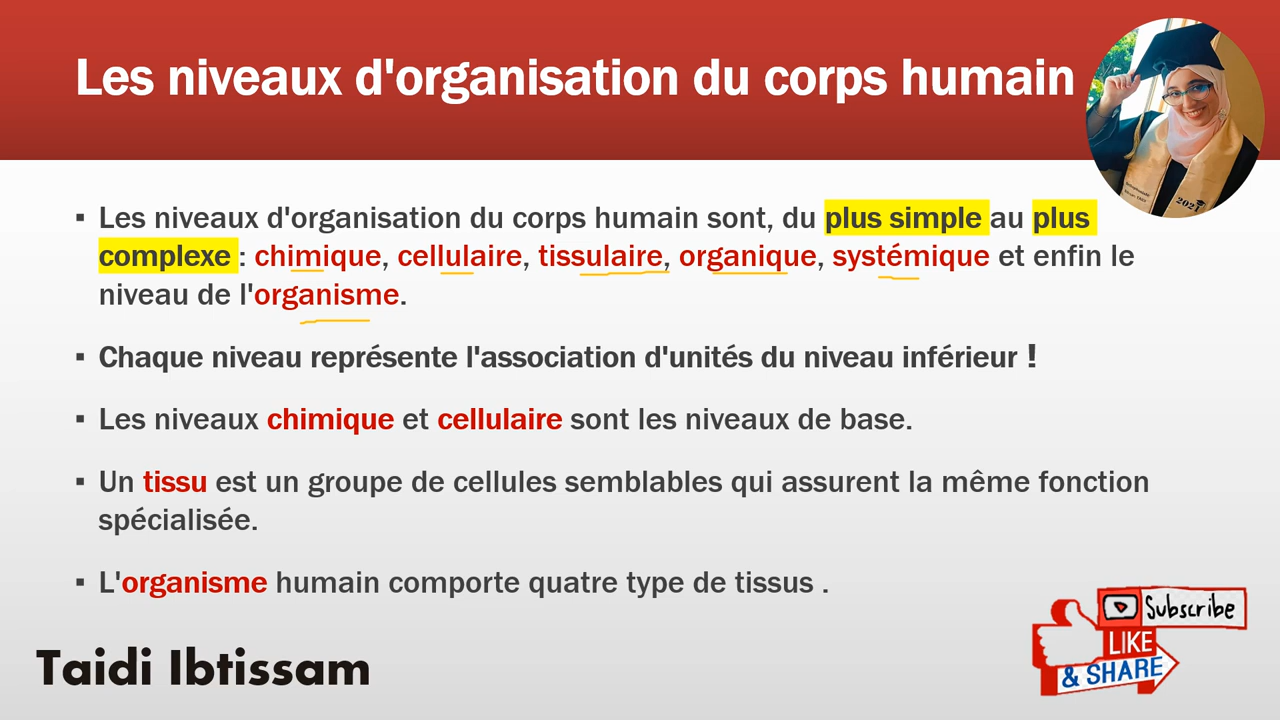 Les niveaux d'organisation du corps humain
2021
▪ Les niveaux d'organisation du corps humain sont, du plus simple au plus
complexe : chimique, cellulaire, tissulaire, organique, systémique et enfin le
niveau de l'organisme.
▪ Chaque niveau représente l'association d'unités du niveau inférieur !
▪ Les niveaux chimique et cellulaire sont les niveaux de base.
▪ Un tissu est un groupe de cellules semblables qui assurent la même fonction
spécialisée.
▪ L'organisme humain comporte quatre type de tissus .
Subscribe
LIKE
& SHARE
Taidi Ibtissam